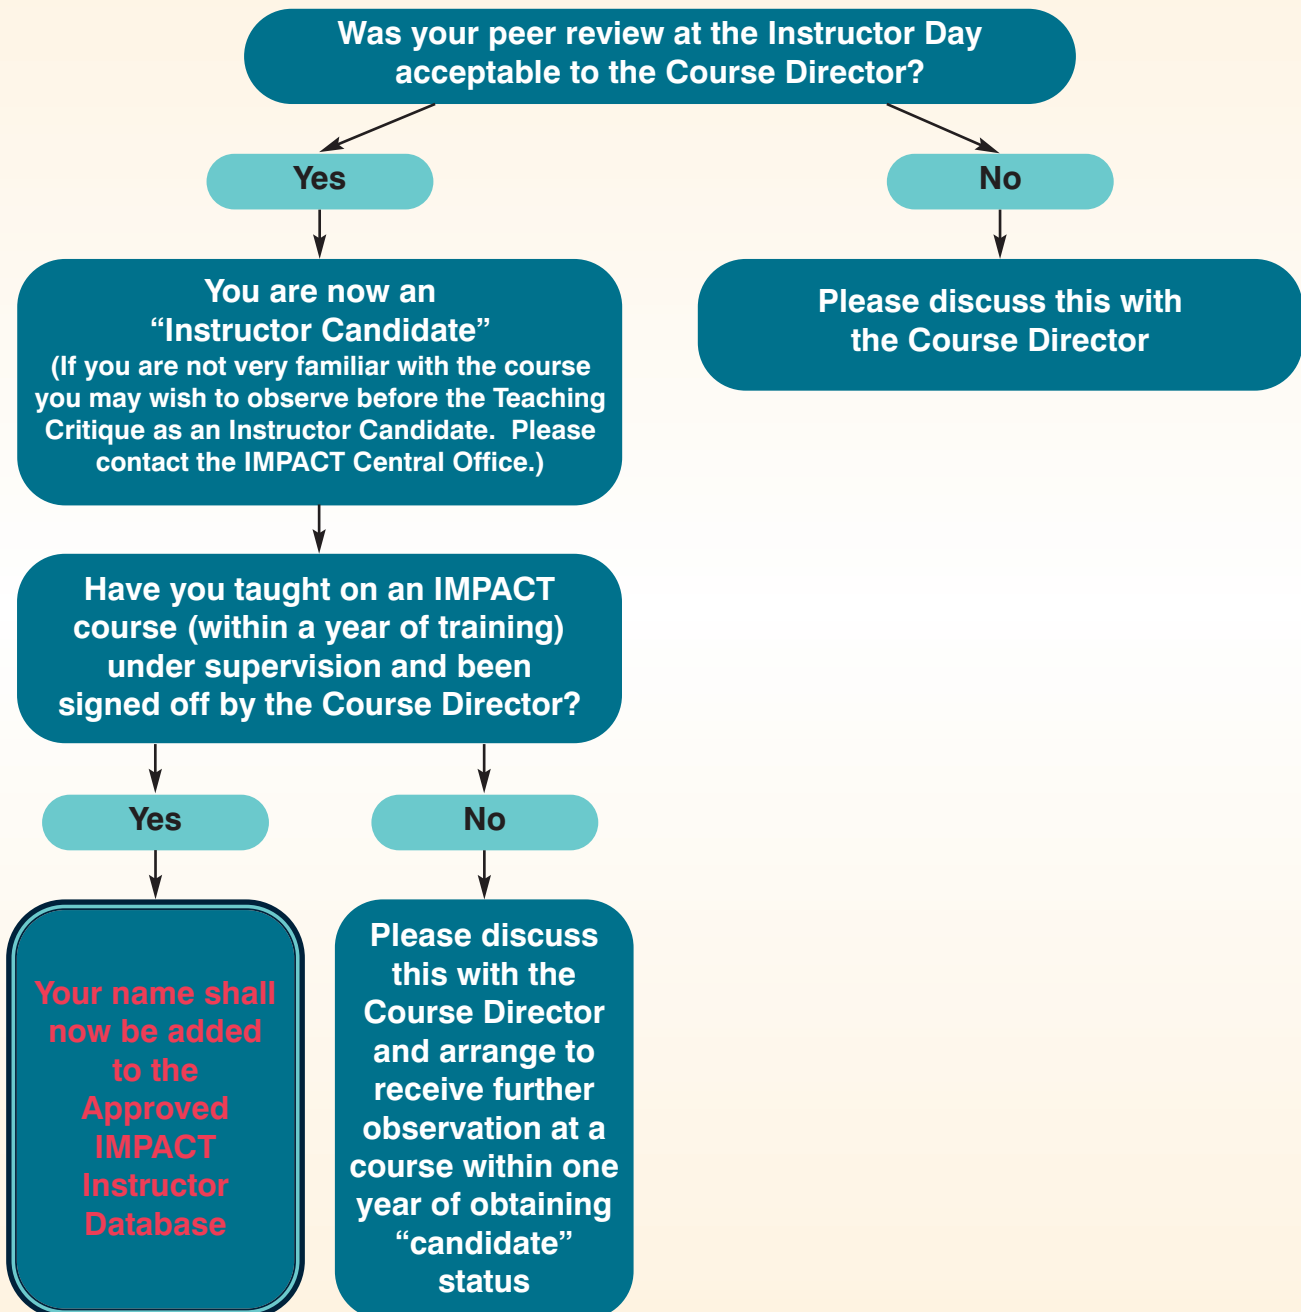 Was your peer review at the Instructor Day
acceptable to the Course Director?
Yes
No
You are now an
“Instructor Candidate”
(If you are not very familiar with the course
you may wish to observe before the Teaching
Critique as an Instructor Candidate.  Please
contact the IMPACT Central Office.)
Please discuss this with
the Course Director
Have you taught on an IMPACT
course (within a year of training)
under supervision and been
signed off by the Course Director?
Yes
No
Your name shall
now be added
to the
Approved
IMPACT
Instructor
Database
Please discuss
this with the
Course Director
and arrange to
receive further
observation at a
course within one
year of obtaining
“candidate”
status